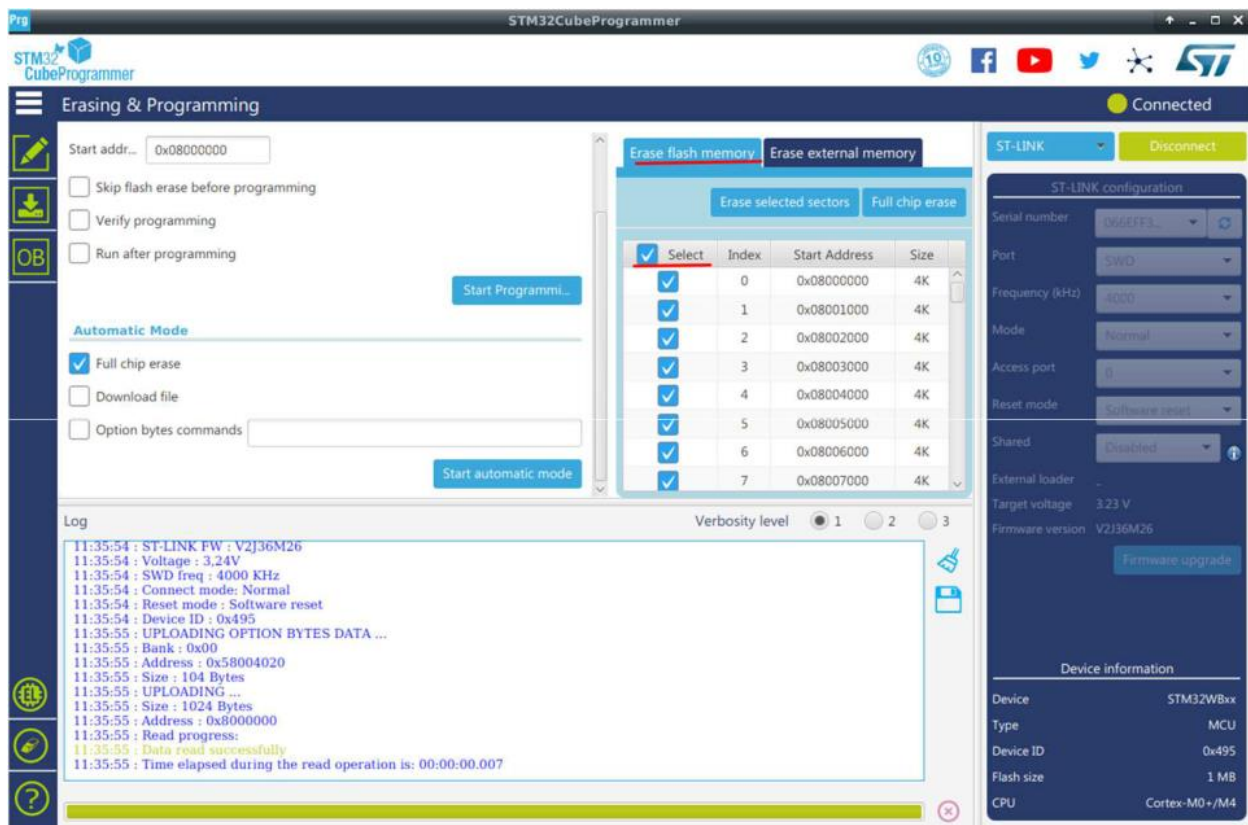 Prg
STM32CubeProgrammer
STM32
CubeProgrammer
19
f
ST
Erasing & Programming
Connected
Start addr... 0x08000000
Skip flash erase before programming
Verify programming
Run after programming
Start Programmi...
Automatic Mode
Full chip erase
Download file
Option bytes commands
Start automatic mode
Erase flash memory Erase external memory
Erase selected sectors Full chip erase
Select Index Start Address Size
0 0x08000000 4K
1 0x08001000 4K
2 0x08002000 4K
3 0x08003000 4K
4 0x08004000 4K
5 0x08005000 4K
6 0x08006000 4K
7 0x08007000 4K
OB
Log
Verbosity level 1 2 3
11:35:54 : ST-LINK FW : V2J36M26
11:35:54 : Voltage : 3,24V
11:35:54 : SWD freq : 4000 KHz
11:35:54 : Connect mode: Normal
11:35:54 : Reset mode : Software reset
11:35:54 : Device ID : 0x495
11:35:55 : UPLOADING OPTION BYTES DATA ...
11:35:55 : Bank : 0x00
11:35:55 : Address : 0x58004020
11:35:55 : Size : 104 Bytes
11:35:55 : UPLOADING ...
11:35:55 : Size : 1024 Bytes
11:35:55 : Address : 0x8000000
11:35:55 : Read progress:
11:35:55 : Data read successfully
11:35:55 : Time elapsed during the read operation is: 00:00:00.007
ST-LINK Disconnect
ST-LINK configuration
Serial number 066EFF3...
Port SWD
Frequency (kHz) 4000
Mode Normal
Access port 0
Reset mode Software reset
Shared Disabled
External loader _
Target voltage 3.23 V
Firmware version V2J36M26
Firmware upgrade
Device information
Device STM32WBxx
Type MCU
Device ID 0x495
Flash size 1 MB
CPU Cortex-M0+/M4
?